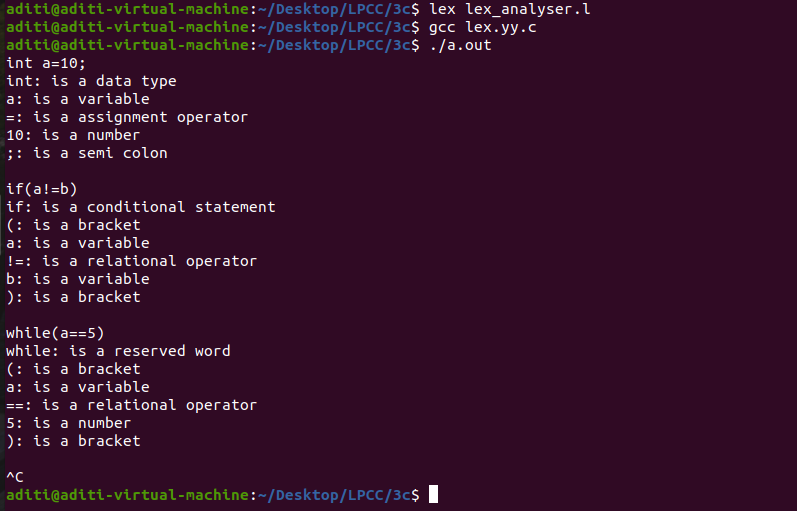 aditi@aditi-virtual-machine:~/Desktop/LPCC/3c$ lex lex_analyser.l
aditi@aditi-virtual-machine:~/Desktop/LPCC/3c$ gcc lex.yy.c
aditi@aditi-virtual-machine:~/Desktop/LPCC/3c$ ./a.out
int a=10;
int: is a data type
a: is a variable
=: is a assignment operator
10: is a number
;: is a semi colon
if(a!=b)
if: is a conditional statement
(: is a bracket
a: is a variable
!=: is a relational operator
b: is a variable
): is a bracket
while(a==5)
while: is a reserved word
(: is a bracket
a: is a variable
==: is a relational operator
5: is a number
): is a bracket
^C
aditi@aditi-virtual-machine:~/Desktop/LPCC/3c$